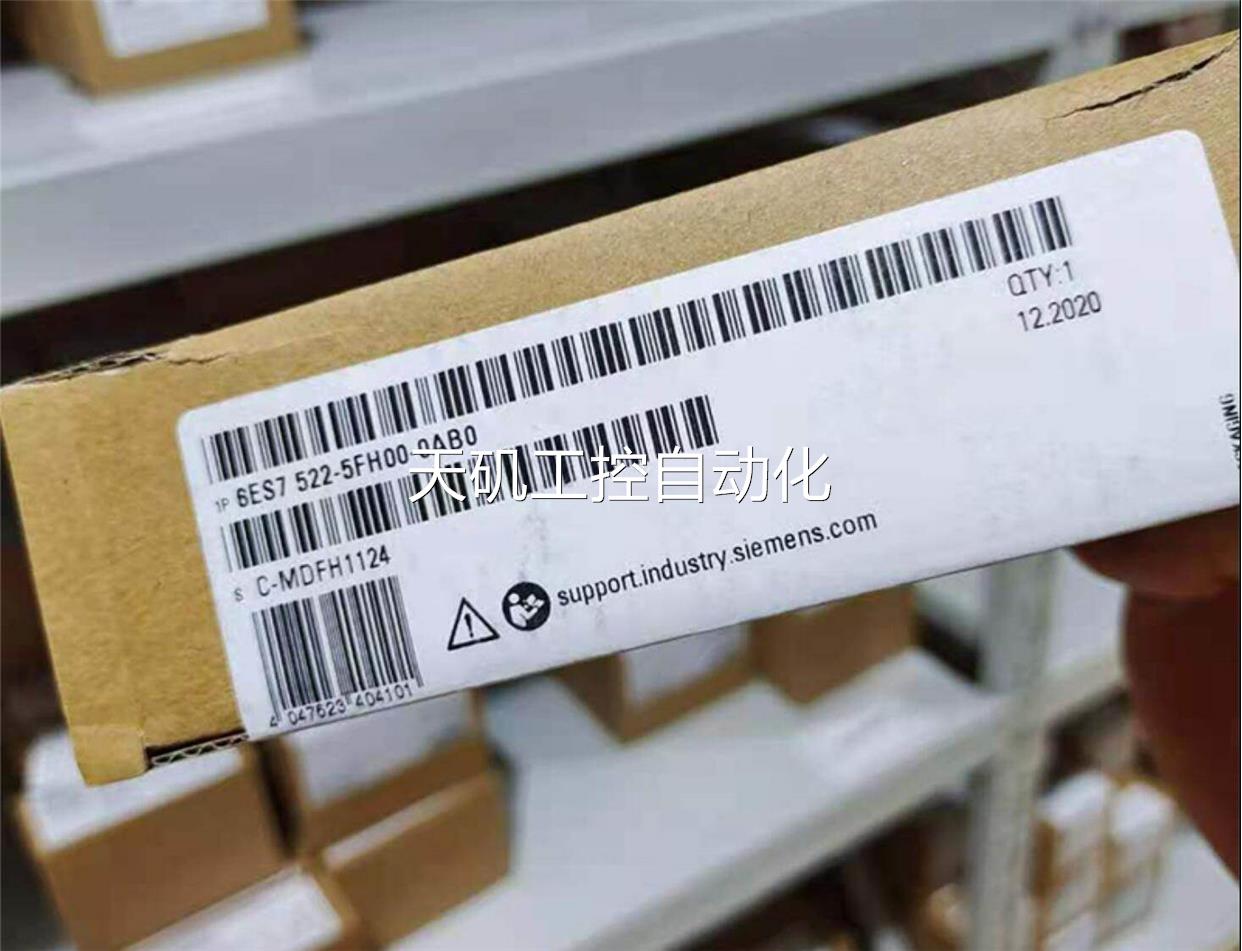 QTY:1
12.2020
1P 6ES7 522-5FH00-0AB0
天矶工控自动化
S C-MDFH1124
support.industry.siemens.com
4 047623 404101